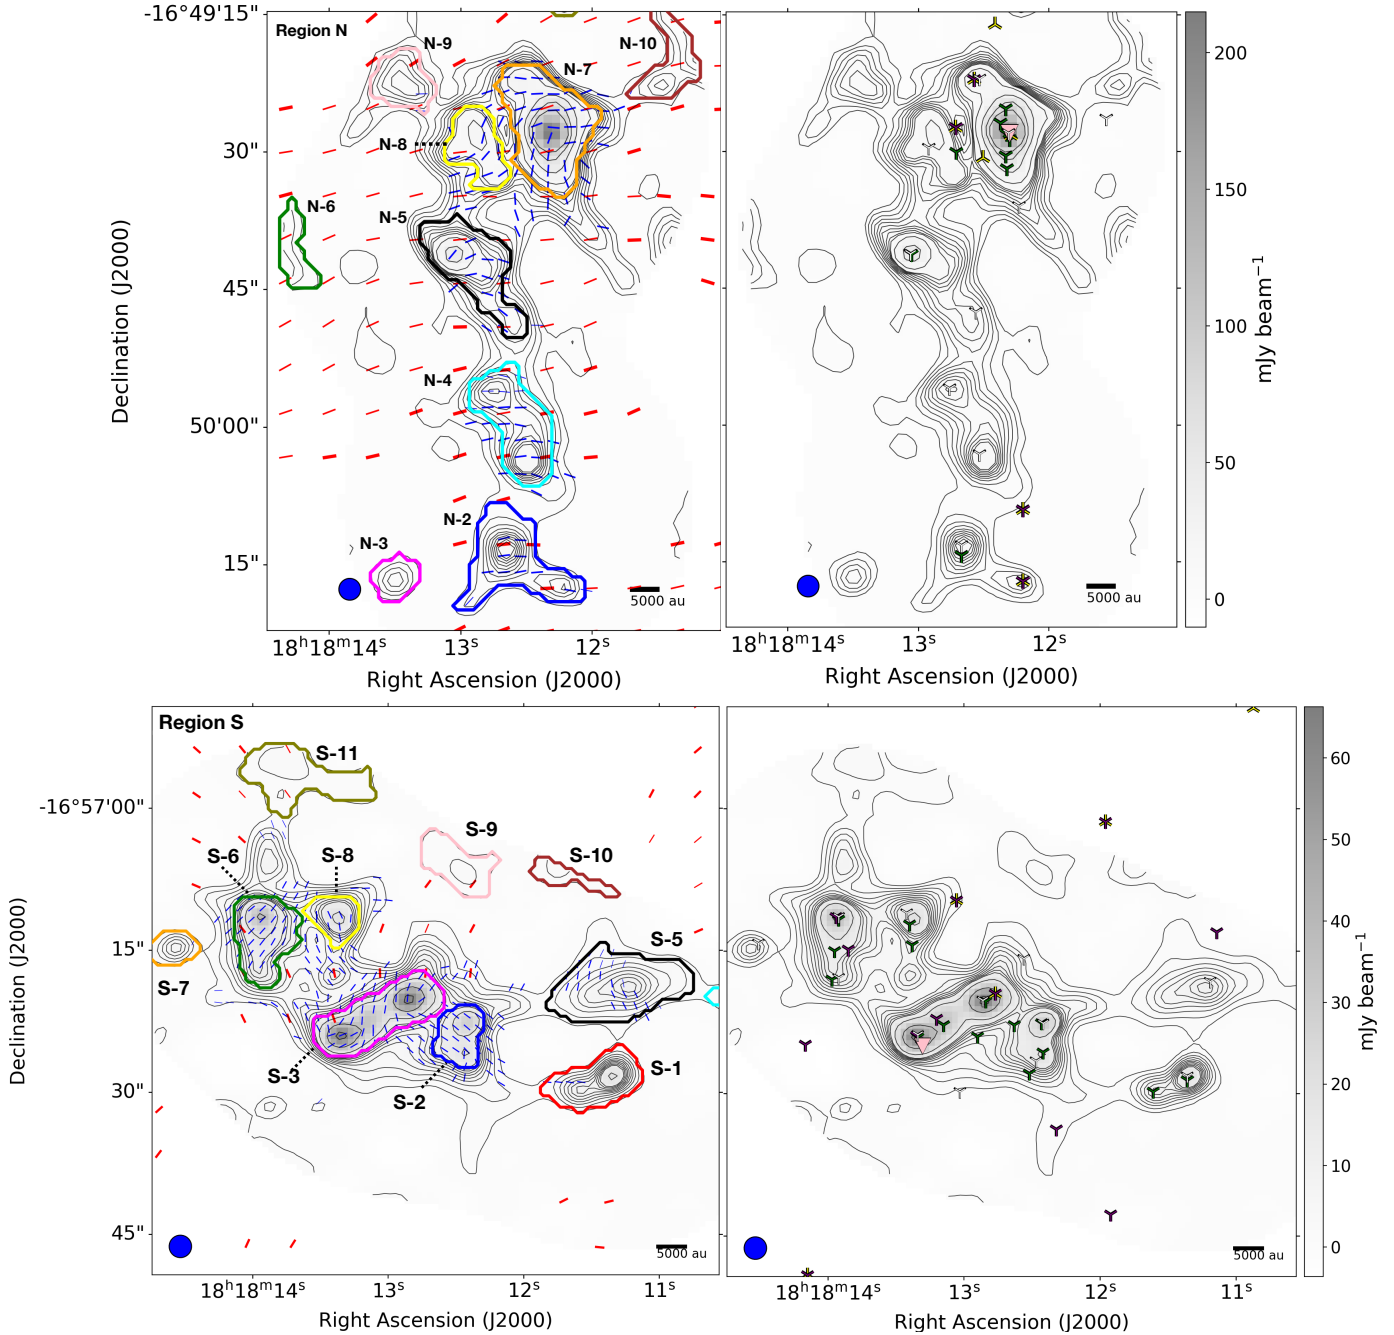 -16°49'15"
Region N
N-9
N-10
N-7
N-8
30"
N-6
N-5
45"
N-4
50'00"
N-2
N-3
15"
5000 au
18ʰ18ᵐ14ˢ
13ˢ
12ˢ
Right Ascension (J2000)
Declination (J2000)
5000 au
18ʰ18ᵐ14ˢ
13ˢ
12ˢ
Right Ascension (J2000)
200
150
100
50
0
mJy beam⁻¹
Region S
S-11
-16°57'00"
S-9
S-6
S-8
S-10
15"
S-5
S-7
S-3
S-1
30"
S-2
45"
5000 au
18ʰ18ᵐ14ˢ
13ˢ
12ˢ
11ˢ
Right Ascension (J2000)
Declination (J2000)
5000 au
18ʰ18ᵐ14ˢ
13ˢ
12ˢ
11ˢ
Right Ascension (J2000)
60
50
40
30
20
10
0
mJy beam⁻¹